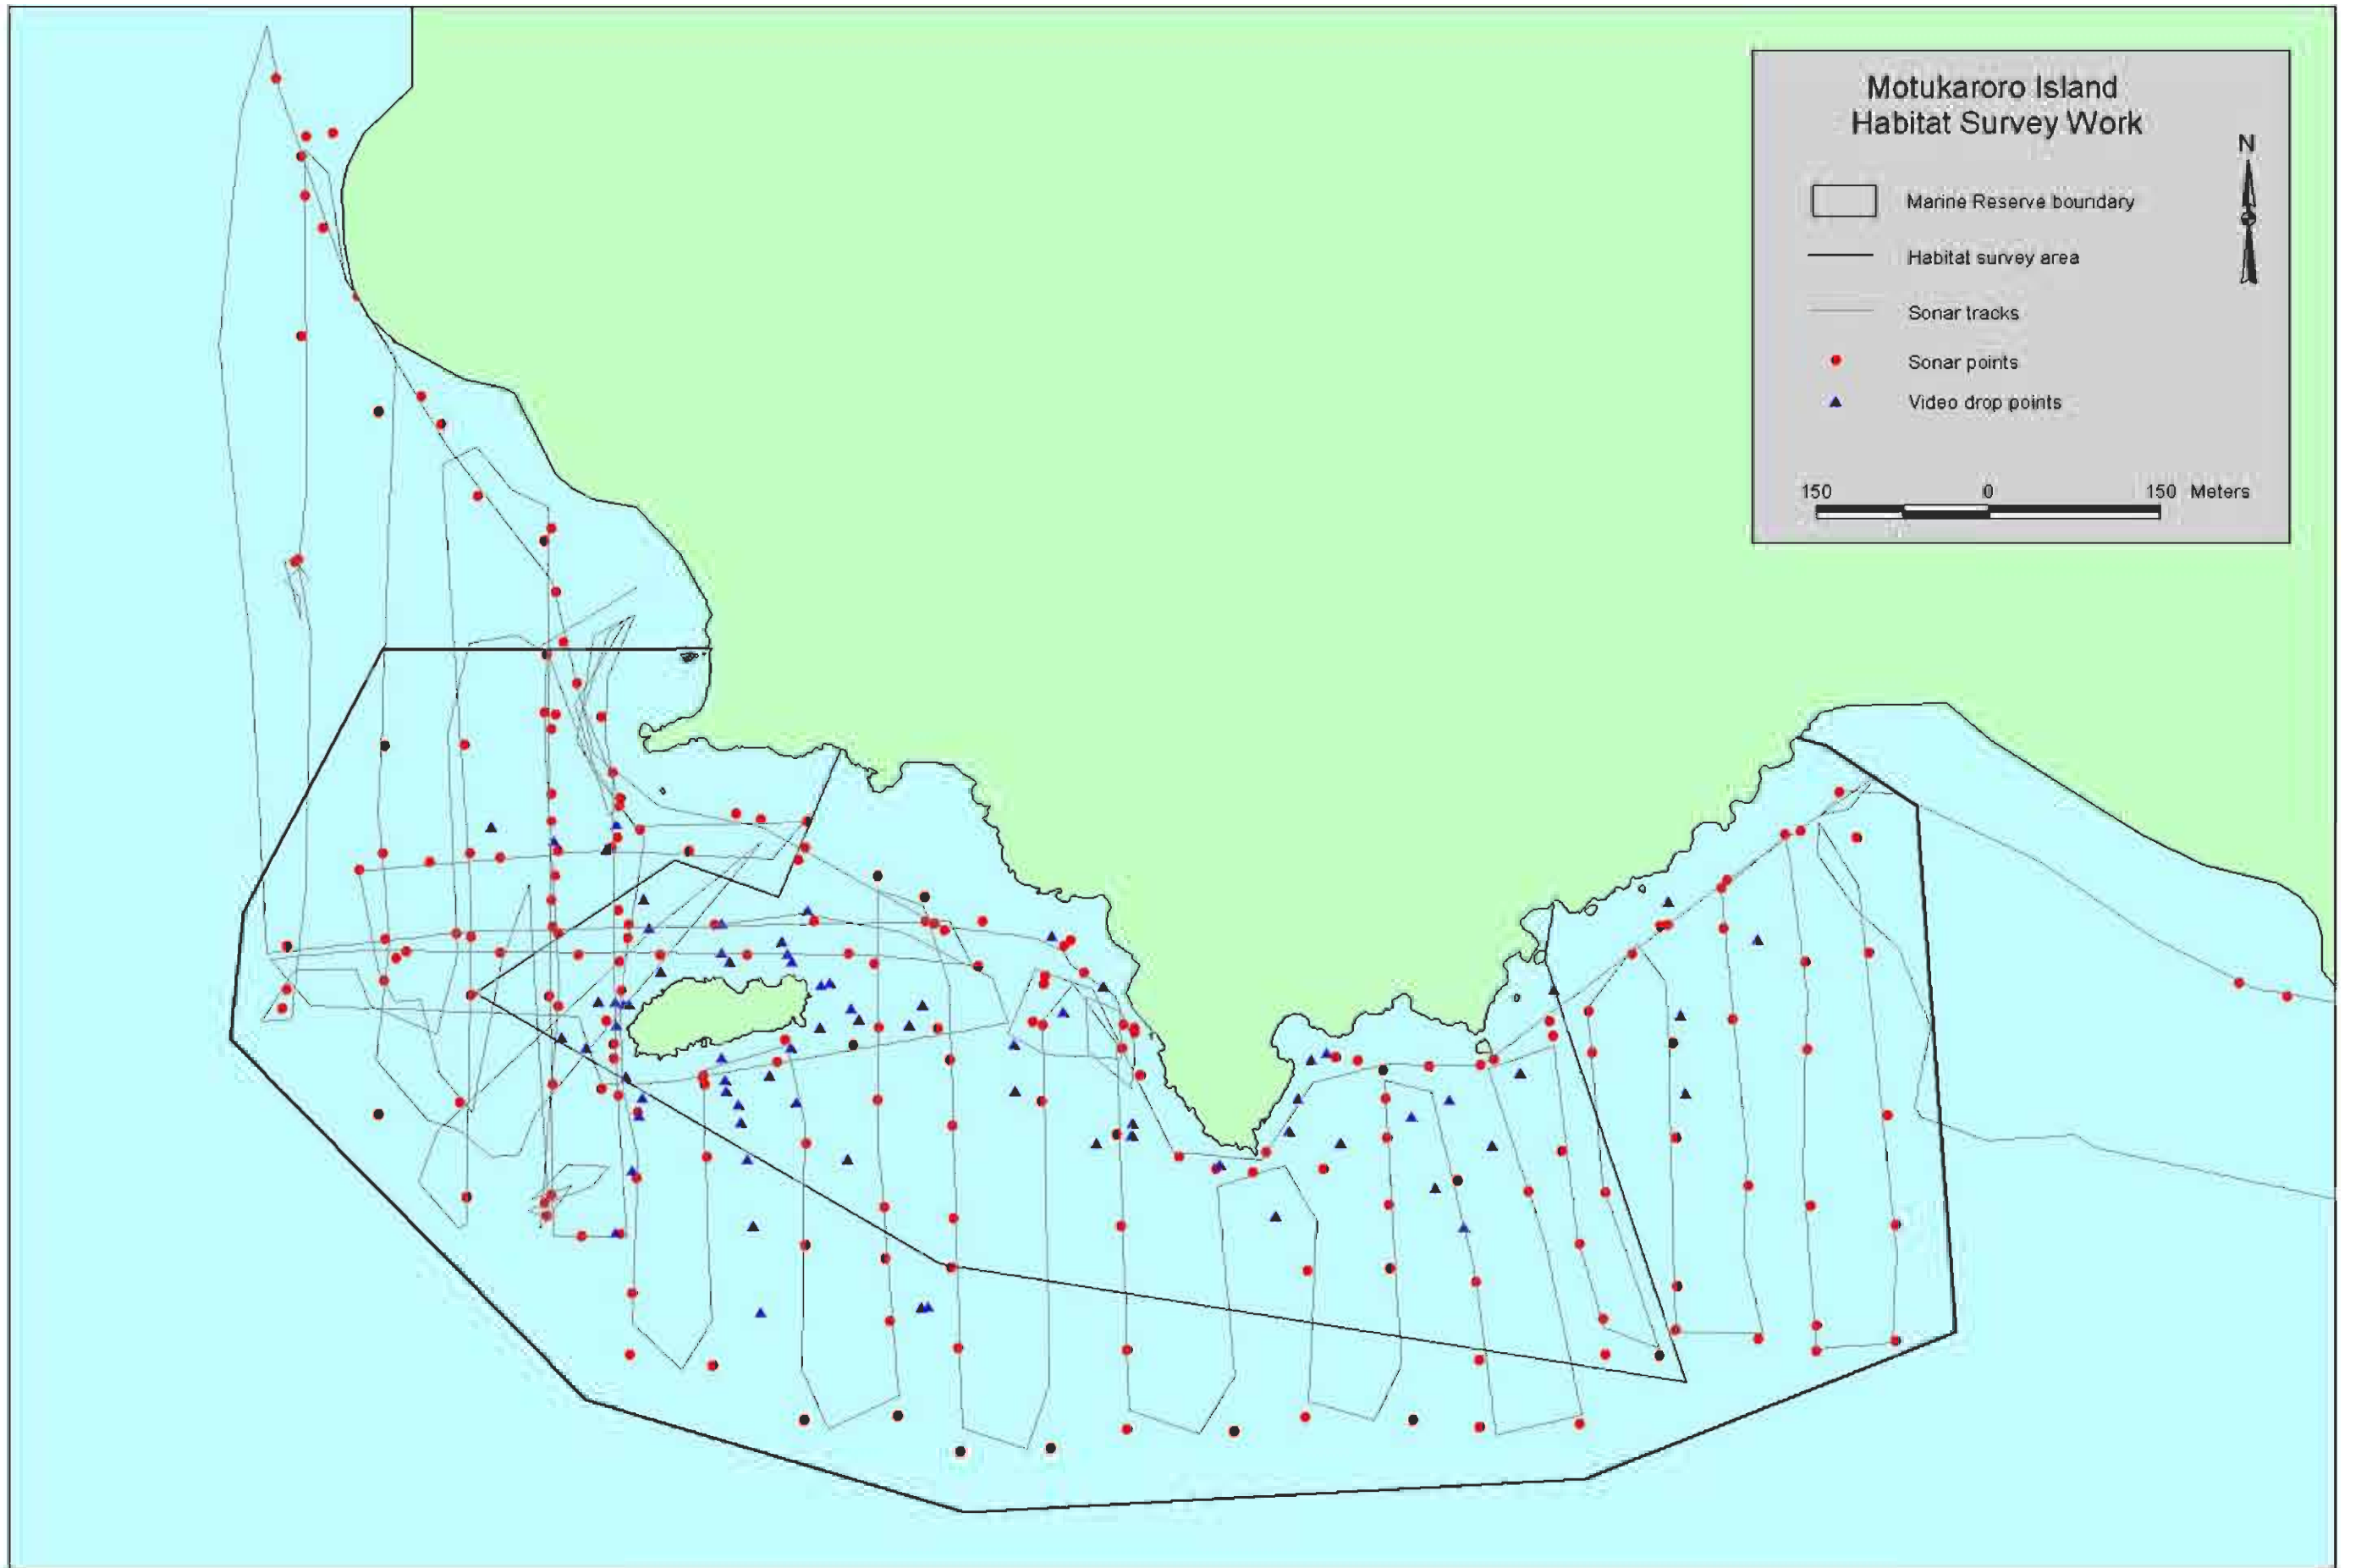 Motukaroro Island
Habitat Survey Work
N
Marine Reserve boundary
Habitat survey area
Sonar tracks
Sonar points
Video drop points
150 0 150 Meters